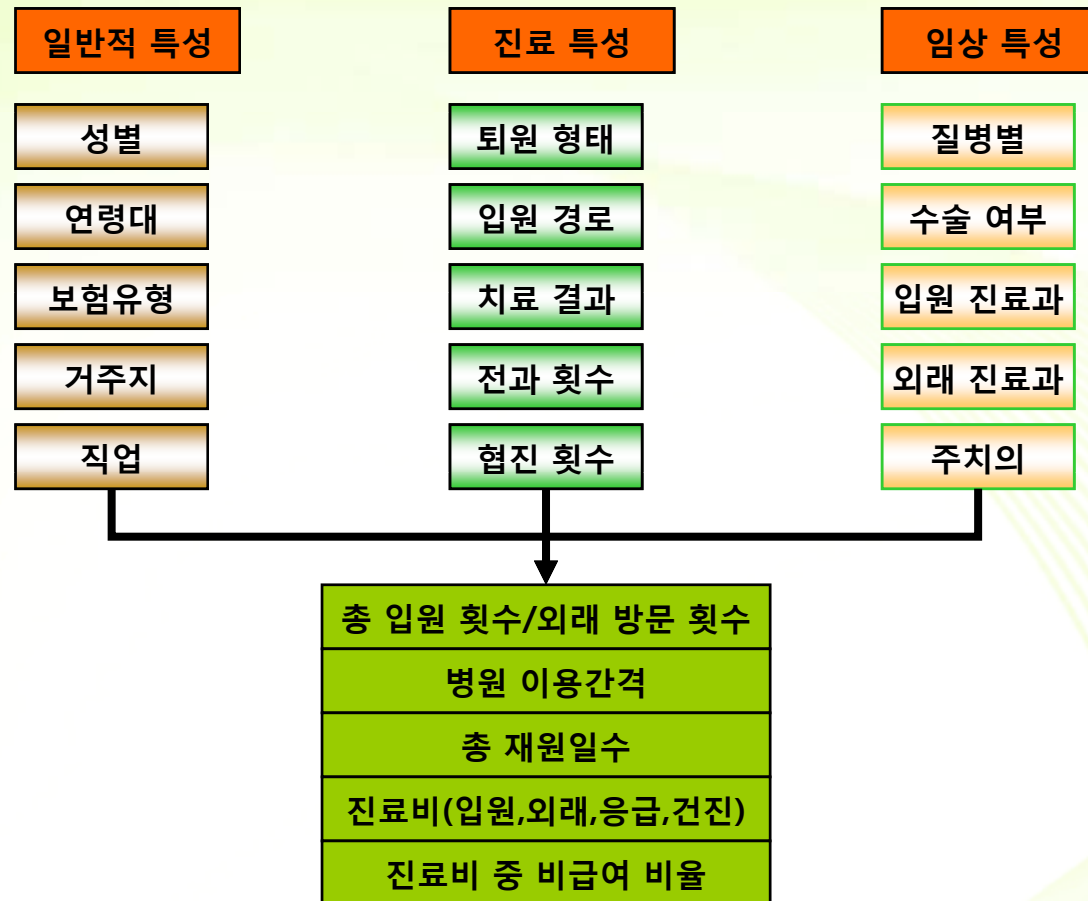 일반적 특성
성별
연령대
보험유형
거주지
직업
진료 특성
퇴원 형태
입원 경로
치료 결과
전과 횟수
협진 횟수
임상 특성
질병별
수술 여부
입원 진료과
외래 진료과
주치의
총 입원 횟수/외래 방문 횟수
병원 이용간격
총 재원일수
진료비(입원,외래,응급,건진)
진료비 중 비급여 비율